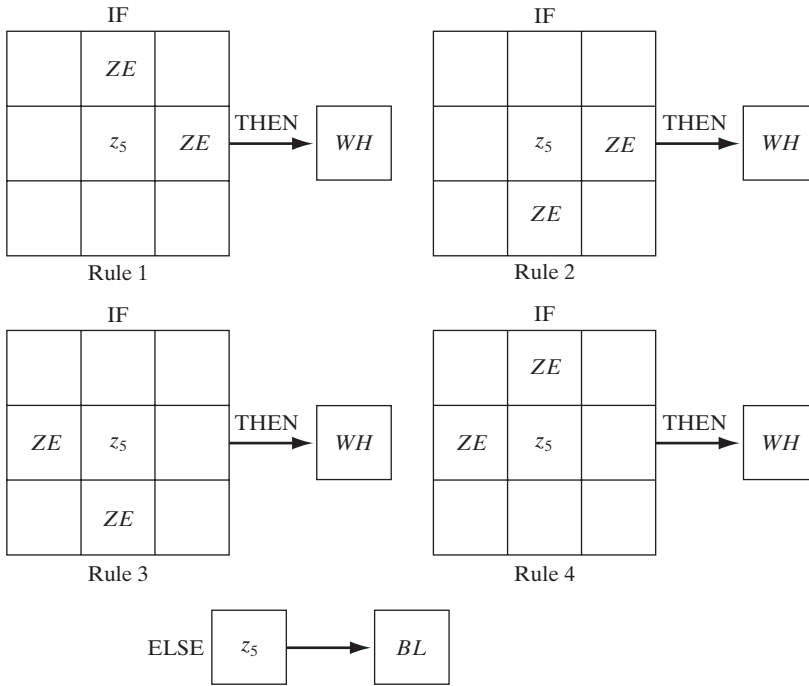 IF
ZE
z5 ZE THEN WH
Rule 1
IF
z5 ZE THEN WH
ZE
Rule 2
IF
ZE z5 THEN WH
ZE
Rule 3
IF
ZE
ZE z5 THEN WH
Rule 4
ELSE z5 BL